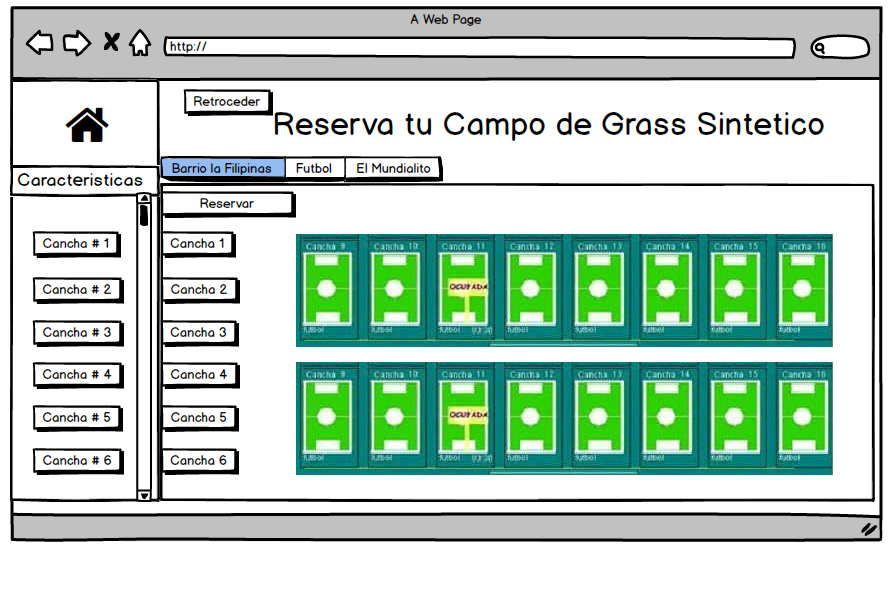 A Web Page
http://
Retroceder
Reserva tu Campo de Grass Sintetico
Barrio la Filipinas Futbol El Mundialito
Caracteristicas
Reservar
Cancha # 1
Cancha # 2
Cancha # 3
Cancha # 4
Cancha # 5
Cancha # 6
Cancha 1
Cancha 2
Cancha 3
Cancha 4
Cancha 5
Cancha 6
Cancha 9 Cancha 10 Cancha 11 Cancha 12 Cancha 13 Cancha 14 Cancha 15 Cancha 16
OCUPADA
futbol futbol futbol futbol futbol futbol futbol futbol
Cancha 9 Cancha 10 Cancha 11 Cancha 12 Cancha 13 Cancha 14 Cancha 15 Cancha 16
OCUPADA
futbol futbol futbol futbol futbol futbol futbol futbol